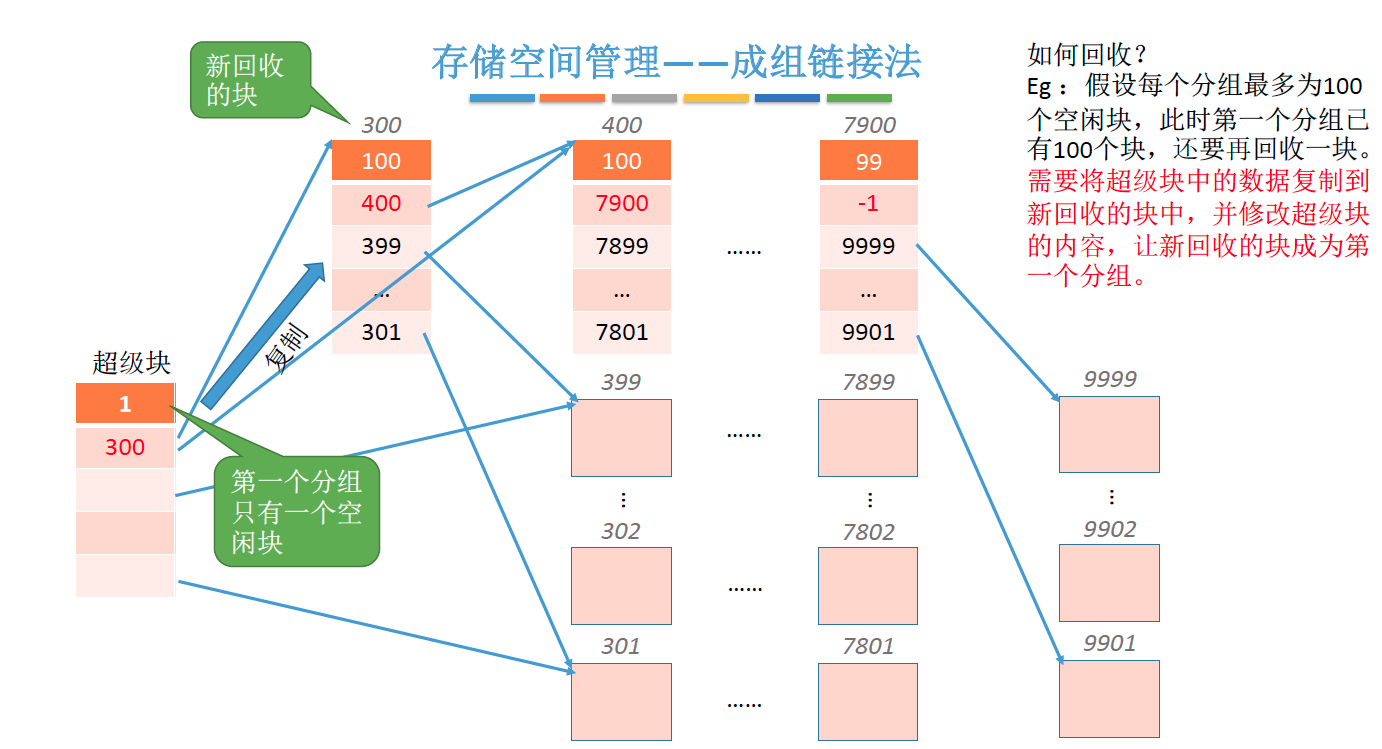 存储空间管理——成组链接法
新回收
的块
300
100
400
399
...
301
400
100
7900
7899
...
7801
......
7900
99
-1
9999
...
9901
如何回收？
Eg：假设每个分组最多为100
个空闲块，此时第一个分组已
有100个块，还要再回收一块。
需要将超级块中的数据复制到
新回收的块中，并修改超级块
的内容，让新回收的块成为第
一个分组。
复制
超级块
1
300
第一个分组
只有一个空
闲块
399
7899
9999
......
...
...
...
302
7802
9902
......
301
7801
9901
......